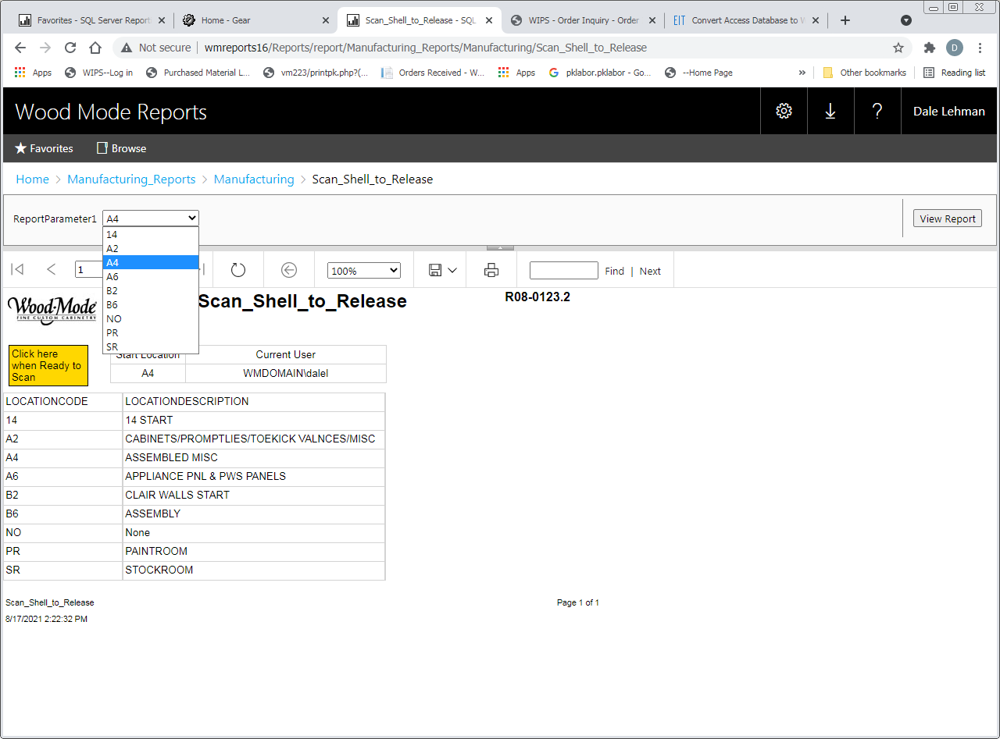 Favorites - SQL Server Report
Home - Gear
Scan_Shell_to_Release - SQL
WIPS - Order Inquiry - Order
EIT Convert Access Database to W
Not secure | wmreports16/Reports/report/Manufacturing_Reports/Manufacturing/Scan_Shell_to_Release
D
Apps
WIPS--Log in
Purchased Material L...
vm223/printpk.php?(...
Orders Received - W...
Apps
pklabor.pklabor - Go...
--Home Page
»
Other bookmarks
Reading list
Wood Mode Reports
?
Dale Lehman
Favorites
Browse
Home > Manufacturing_Reports > Manufacturing > Scan_Shell_to_Release
ReportParameter1
A4
View Report
14
A2
A4
A6
B2
B6
NO
PR
SR
1
100%
Find | Next
Wood-Mode
FINE CUSTOM CABINETRY
Scan_Shell_to_Release
R08-0123.2
Click here
when Ready to
Scan
Start Location Current User
A4 WMDOMAIN\dalel
LOCATIONCODE LOCATIONDESCRIPTION
14 14 START
A2 CABINETS/PROMPTLIES/TOEKICK VALNCES/MISC
A4 ASSEMBLED MISC
A6 APPLIANCE PNL & PWS PANELS
B2 CLAIR WALLS START
B6 ASSEMBLY
NO None
PR PAINTROOM
SR STOCKROOM
Scan_Shell_to_Release
Page 1 of 1
8/17/2021 2:22:32 PM